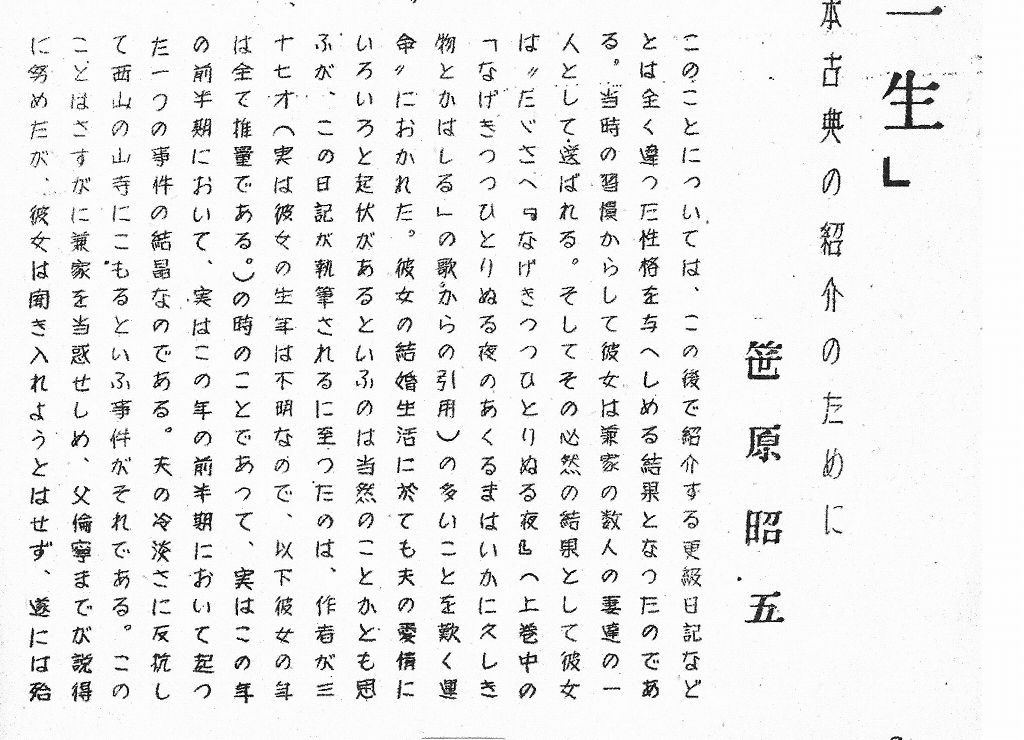 一生」
本古典の紹介のために
笹原昭五
このことについては、この後で紹介する更級日記など
とは全く違つた性格を与へしめる結果となつたのであ
る。当時の習慣からして彼女は兼家の数人の妻達の一
人として選ばれる。そしてその必然の結果として彼女
は〃たゞさへ『なげきつつひとりぬる夜』へ上巻中の
「なげきつつひとりぬる夜のあくるまはいかに久しき
物とかはしる」の歌からの引用)の多いことを歎く運
命〃におかれた。彼女の結婚生活に於ても夫の愛情に
いろいろと起伏があるといふのは当然のことかとも思
ふが、この日記が執筆されるに至つたのは、作者が三
十七才(実は彼女の生年は不明なので、以下彼女の年
は全て推量である。)の時のことであつて、実はこの年
の前半期において、実はこの年の前半期において起つ
た一つの事件の結晶なのである。夫の冷淡さに反抗し
て西山の山寺にこもるといふ事件がそれである。この
ことはさすがに兼家を当惑せしめ、父倫寧までが説得
に努めたが、彼女は聞き入れようとはせず、遂には殆